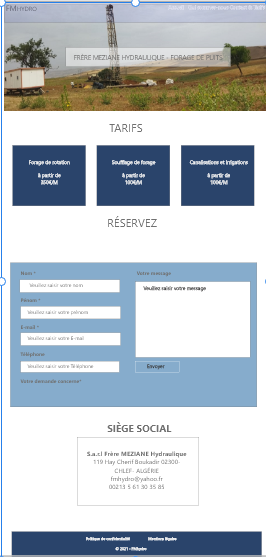 FMHYDRO
FRÈRE MEZIANE HYDRAULIQUE - FORAGE DE PUITS
TARIFS
Forage de rotation
à partir de
350€/M
Soufflage de forage
à partir de
100€/M
Canalisations et irrigations
à partir de
100€/M
RÉSERVEZ
Nom *
Veuillez saisir votre nom
Prénom *
Veuillez saisir votre prénom
E-mail *
Veuillez saisir votre E-mail
Téléphone
Veuillez saisir votre Téléphone
Votre demande concerne*
Votre message
Veuillez saisir votre message
Envoyer
SIÈGE SOCIAL
S.a.r.l Frère MEZIANE Hydraulique
119 Hay Cherif Boukadir 02300-
CHLEF- ALGÉRIE
fmhydro@yahoo.fr
00213 5 61 30 35 85
Politique de confidentialité
Mentions légales
© 2021 - FMHydro